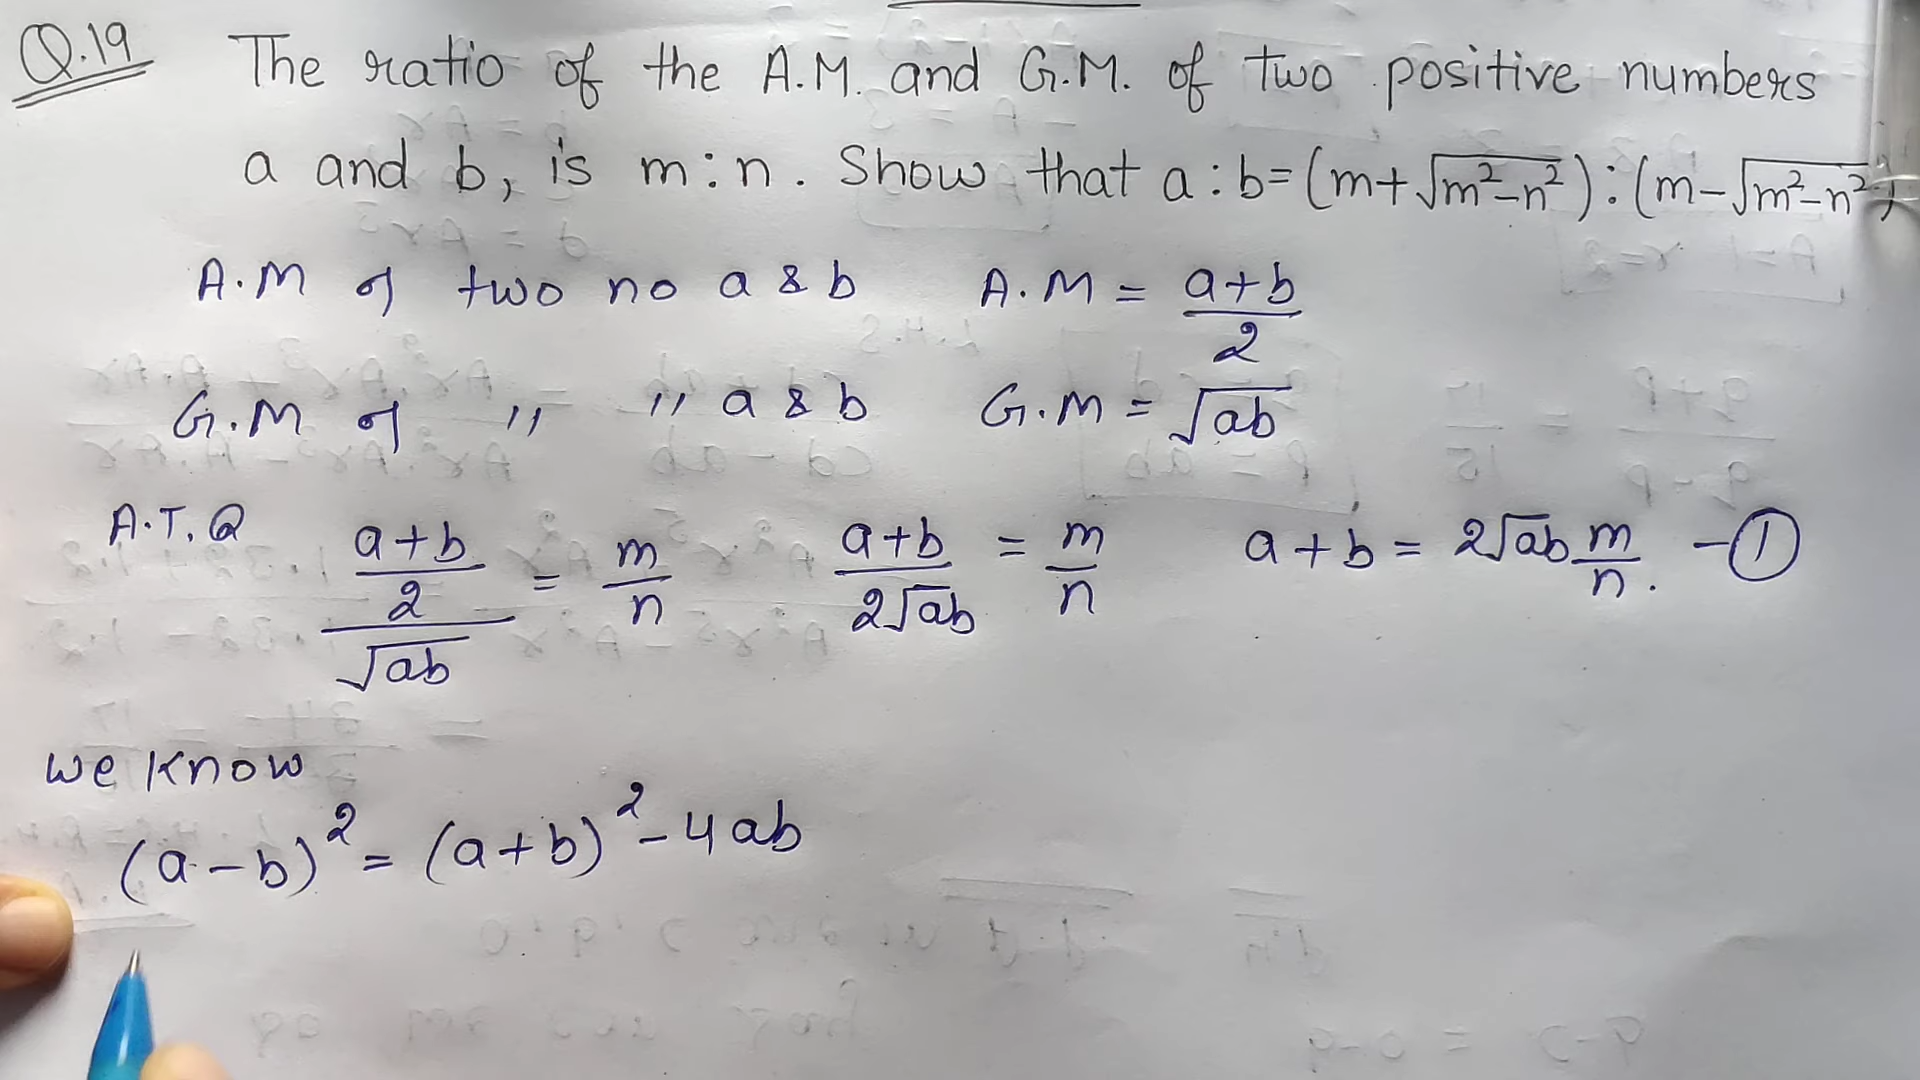 Q.19 The ratio of the A.M. and G.M. of two positive numbers
a and b, is m:n. Show that a:b=(m+√m²-n²):(m-√m²-n²)
A.M of two no a & b A.M = a+b/2
G.M of " " a & b G.M = √ab
A.T.Q a+b/2/√ab = m/n a+b/2√ab = m/n a+b = 2√ab m/n. -①
we know
(a-b)² = (a+b)² - 4ab